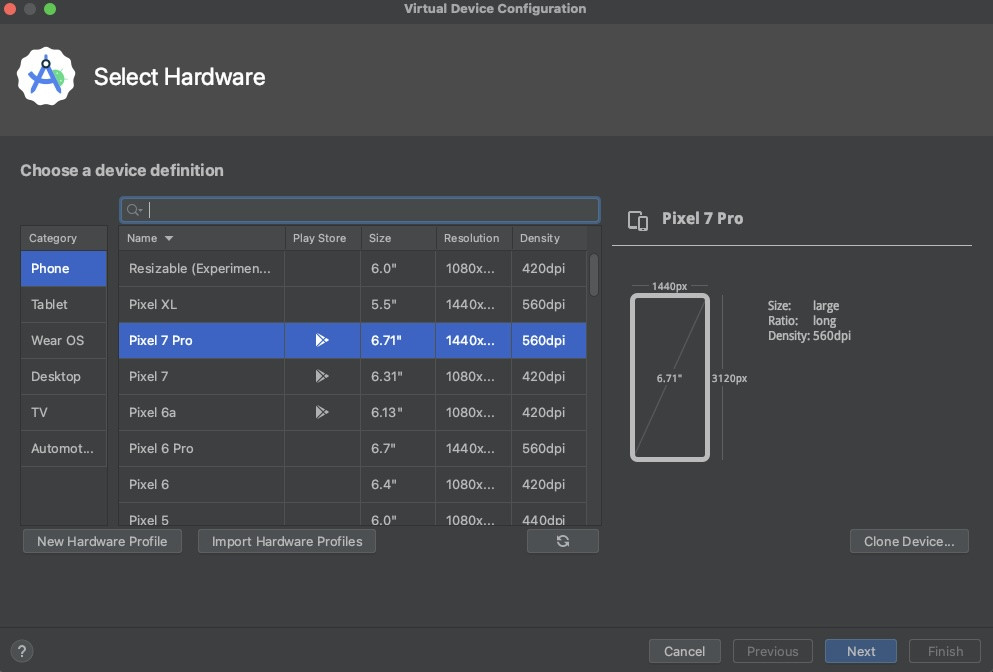 Virtual Device Configuration
Select Hardware
Choose a device definition
Category
Phone
Tablet
Wear OS
Desktop
TV
Automot...
Name Play Store Size Resolution Density
Resizable (Experimen... 6.0" 1080x... 420dpi
Pixel XL 5.5" 1440x... 560dpi
Pixel 7 Pro 6.71" 1440x... 560dpi
Pixel 7 6.31" 1080x... 420dpi
Pixel 6a 6.13" 1080x... 420dpi
Pixel 6 Pro 6.7" 1440x... 560dpi
Pixel 6 6.4" 1080x... 420dpi
Pixel 5 6.0" 1080x... 440dpi
New Hardware Profile Import Hardware Profiles
Pixel 7 Pro
1440px
6.71"
3120px
Size: large
Ratio: long
Density: 560dpi
Clone Device...
? Cancel Previous Next Finish